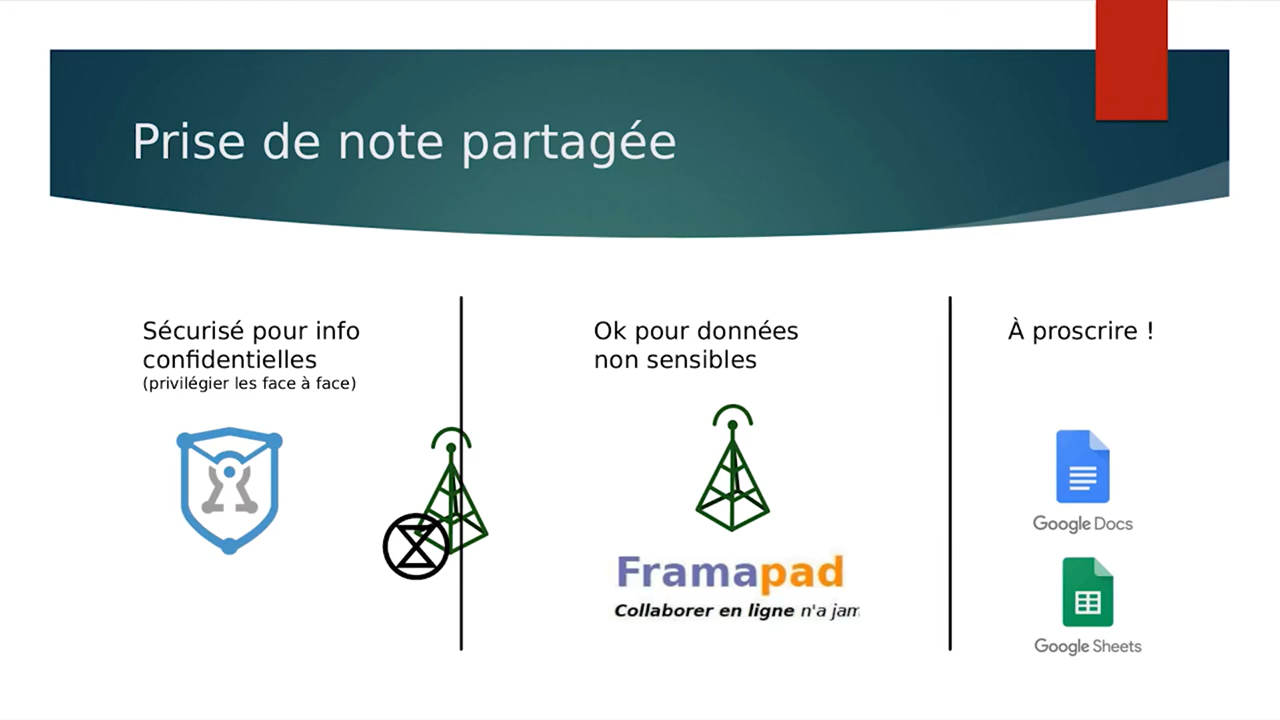 Prise de note partagée
Sécurisé pour info
confidentielles
(privilégier les face à face)
Ok pour données
non sensibles
Framapad
Collaborer en ligne n'a jam
À proscrire !
Google Docs
Google Sheets